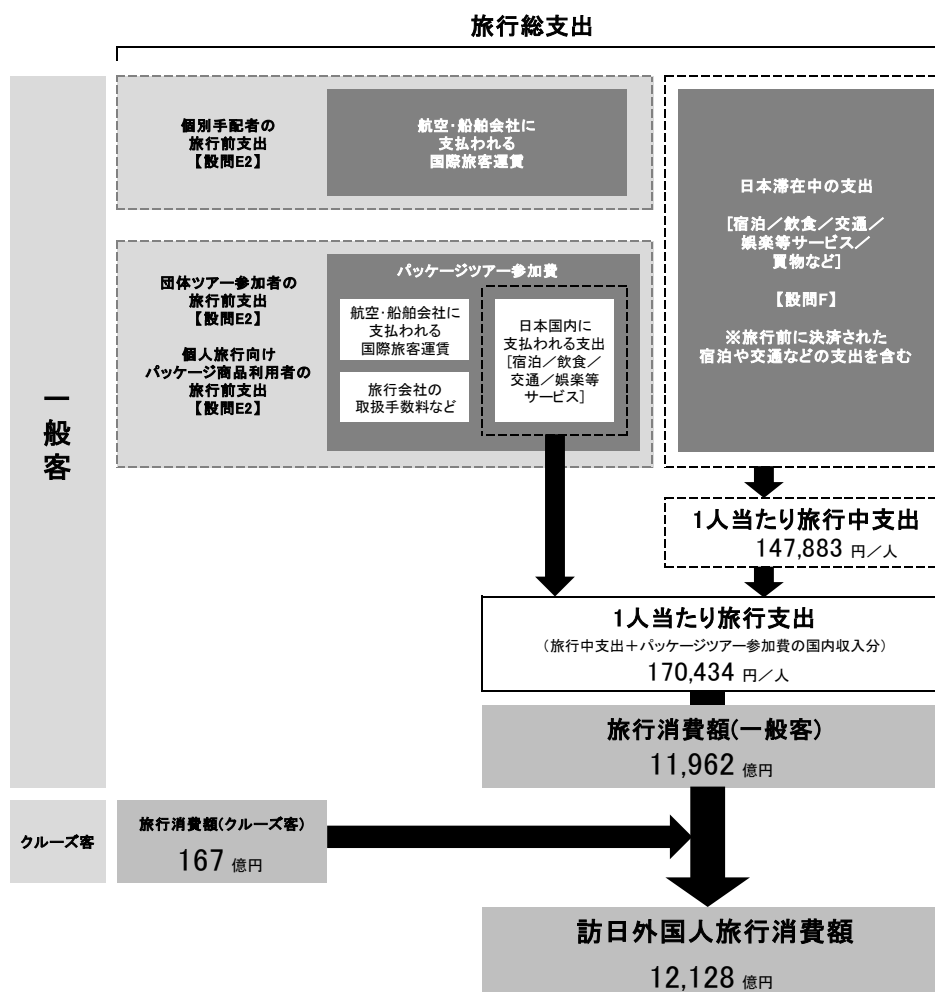 旅行総支出
一般客
個別手配者の
旅行前支出
【設問E2】
航空・船舶会社に
支払われる
国際旅客運賃
団体ツアー参加者の
旅行前支出
【設問E2】
個人旅行向け
パッケージ商品利用者の
旅行前支出
【設問E2】
パッケージツアー参加費
航空・船舶会社に
支払われる
国際旅客運賃
旅行会社の
取扱手数料など
日本国内に
支払われる支出
[宿泊／飲食／
交通／娯楽等
サービス]
日本滞在中の支出
[宿泊／飲食／交通／
娯楽等サービス／
買物など]
【設問F】
※旅行前に決済された
宿泊や交通などの支出を含む
1人当たり旅行中支出
147,883 円／人
1人当たり旅行支出
（旅行中支出＋パッケージツアー参加費の国内収入分）
170,434 円／人
旅行消費額(一般客)
11,962 億円
クルーズ客
旅行消費額(クルーズ客)
167 億円
訪日外国人旅行消費額
12,128 億円